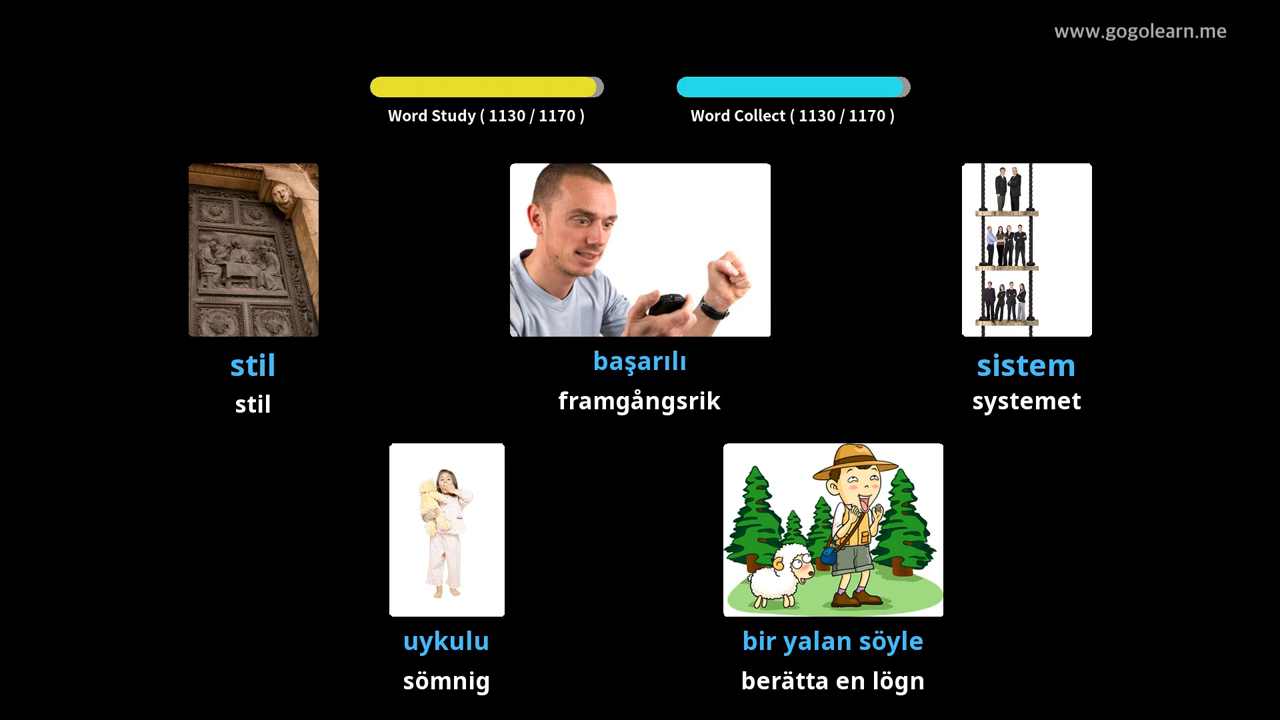 www.gogolearn.me
Word Study ( 1130 / 1170 )
Word Collect ( 1130 / 1170 )
stil
stil
başarılı
framgångsrik
sistem
systemet
uykulu
sömnig
bir yalan söyle
berätta en lögn